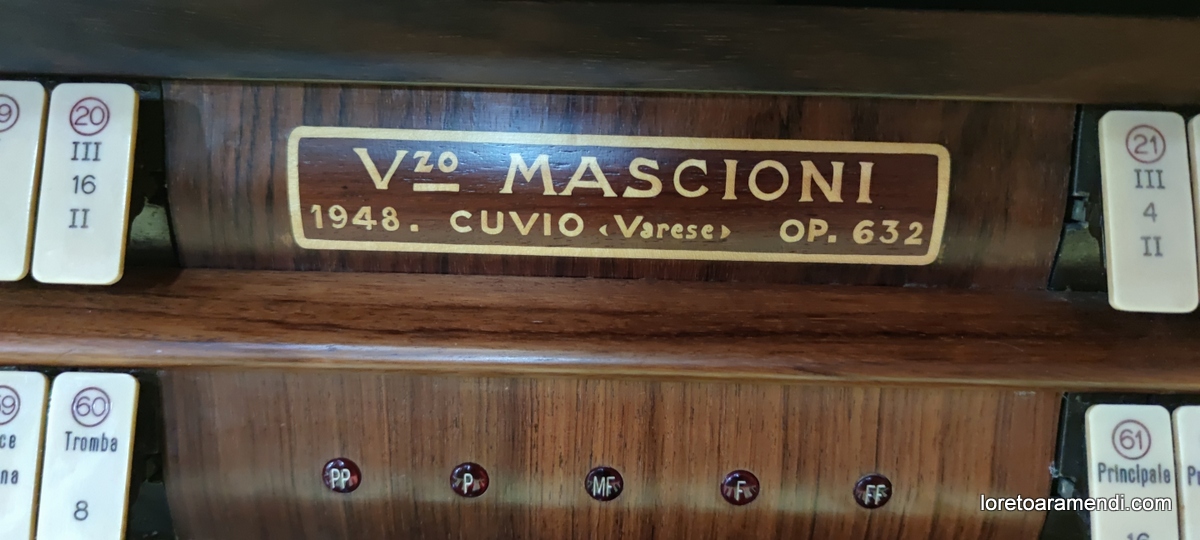 20
III
16
II
Vzo MASCIONI
1948. CUVIO ‹Varese› OP. 632
21
III
4
II
60
Tromba
8
PP P MF F FF
61
Principale
loretoaramendi.com